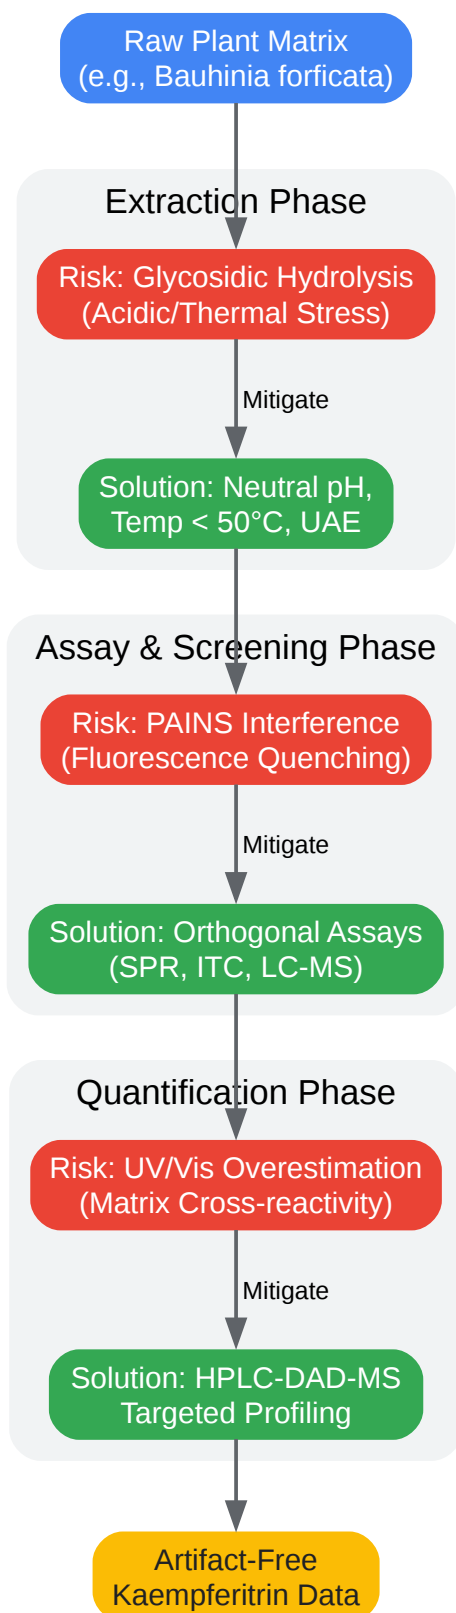 Raw Plant Matrix
(e.g., Bauhinia forficata)
Extraction Phase
Risk: Glycosidic Hydrolysis
(Acidic/Thermal Stress)
Mitigate
Solution: Neutral pH,
Temp < 50°C, UAE
Assay & Screening Phase
Risk: PAINS Interference
(Fluorescence Quenching)
Mitigate
Solution: Orthogonal Assays
(SPR, ITC, LC-MS)
Quantification Phase
Risk: UV/Vis Overestimation
(Matrix Cross-reactivity)
Mitigate
Solution: HPLC-DAD-MS
Targeted Profiling
Artifact-Free
Kaempferitrin Data